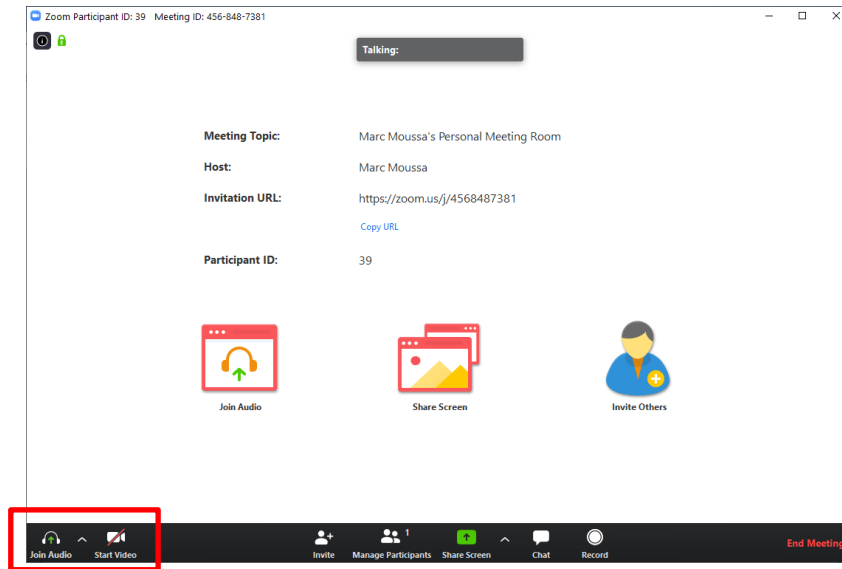 Zoom Participant ID: 39 Meeting ID: 456-848-7381
Talking:
Meeting Topic: Marc Moussa's Personal Meeting Room
Host: Marc Moussa
Invitation URL: https://zoom.us/j/4568487381
Copy URL
Participant ID: 39
Join Audio Share Screen Invite Others
1
Join Audio Start Video Invite Manage Participants Share Screen Chat Record End Meeting